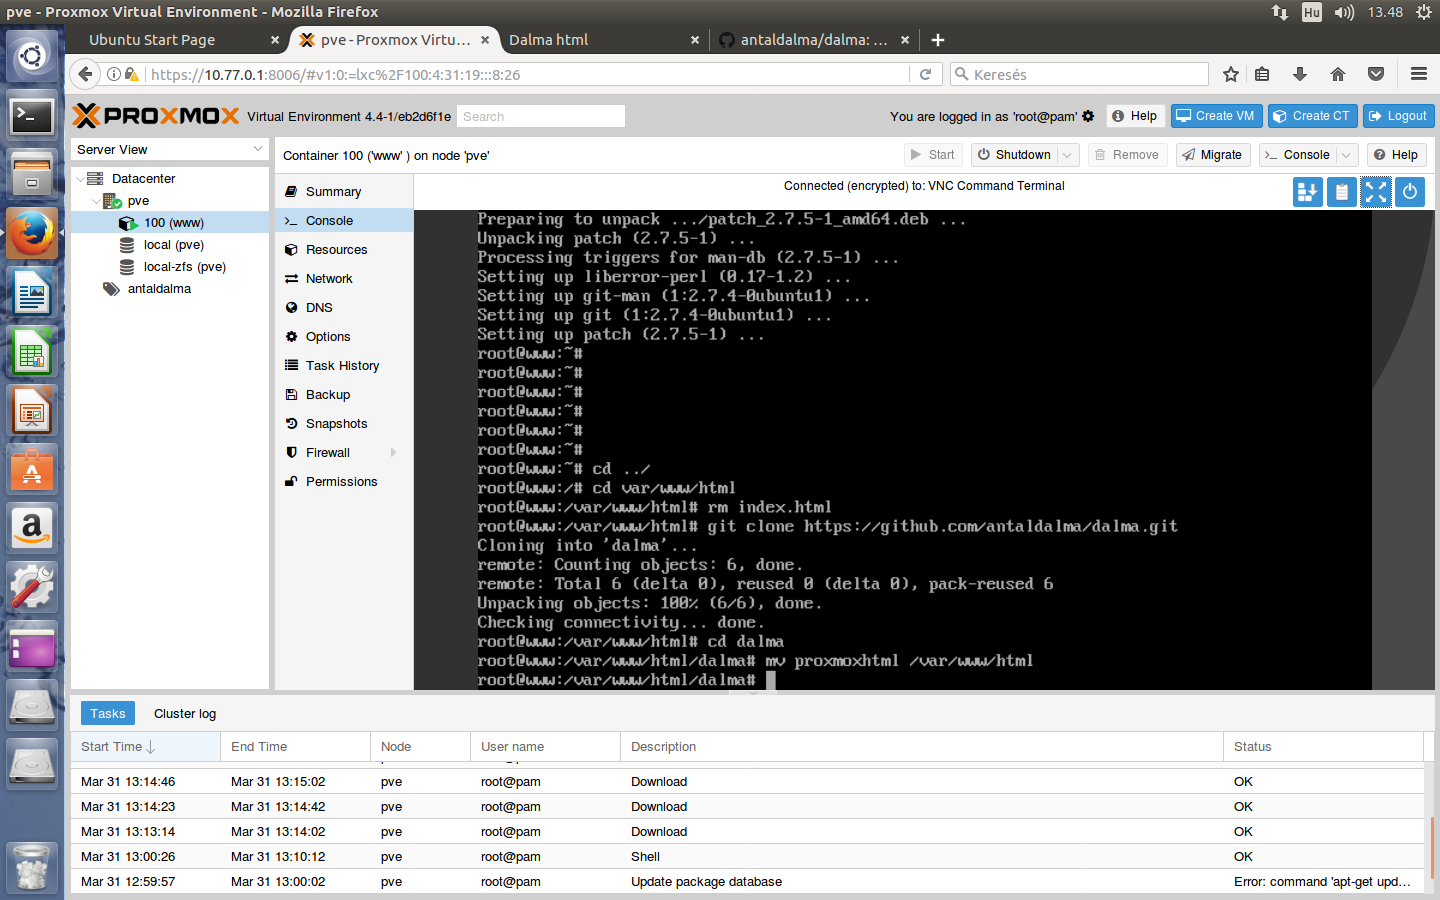 pve - Proxmox Virtual Environment - Mozilla Firefox
Hu
13.48
Ubuntu Start Page
pve - Proxmox Virtu...
Dalma html
antaldalma/dalma: ...
https://10.77.0.1:8006/#v1:0:=lxc%2F100:4:31:19:::8:26
Keresés
PROXMOX
Virtual Environment 4.4-1/eb2d6f1e
Search
You are logged in as 'root@pam'
Help
Create VM
Create CT
Logout
Server View
Container 100 ('www' ) on node 'pve'
Start
Shutdown
Remove
Migrate
Console
Help
Datacenter
pve
100 (www)
local (pve)
local-zfs (pve)
antaldalma
Summary
Console
Resources
Network
DNS
Options
Task History
Backup
Snapshots
Firewall
Permissions
Connected (encrypted) to: VNC Command Terminal
Preparing to unpack .../patch_2.7.5-1_amd64.deb ...
Unpacking patch (2.7.5-1) ...
Processing triggers for man-db (2.7.5-1) ...
Setting up liberror-perl (0.17-1.2) ...
Setting up git-man (1:2.7.4-0ubuntu1) ...
Setting up git (1:2.7.4-0ubuntu1) ...
Setting up patch (2.7.5-1) ...
root@www:~#
root@www:~#
root@www:~#
root@www:~#
root@www:~#
root@www:~#
root@www:~# cd ../
root@www:/# cd var/www/html
root@www:/var/www/html# rm index.html
root@www:/var/www/html# git clone https://github.com/antaldalma/dalma.git
Cloning into 'dalma'...
remote: Counting objects: 6, done.
remote: Total 6 (delta 0), reused 0 (delta 0), pack-reused 6
Unpacking objects: 100% (6/6), done.
Checking connectivity... done.
root@www:/var/www/html# cd dalma
root@www:/var/www/html/dalma# mv proxmoxhtml /var/www/html
root@www:/var/www/html/dalma#
Tasks
Cluster log
Start Time
End Time
Node
User name
Description
Status
Mar 31 13:14:46 Mar 31 13:15:02 pve root@pam Download OK
Mar 31 13:14:23 Mar 31 13:14:42 pve root@pam Download OK
Mar 31 13:13:14 Mar 31 13:14:02 pve root@pam Download OK
Mar 31 13:00:26 Mar 31 13:10:12 pve root@pam Shell OK
Mar 31 12:59:57 Mar 31 13:00:02 pve root@pam Update package database Error: command 'apt-get upd...